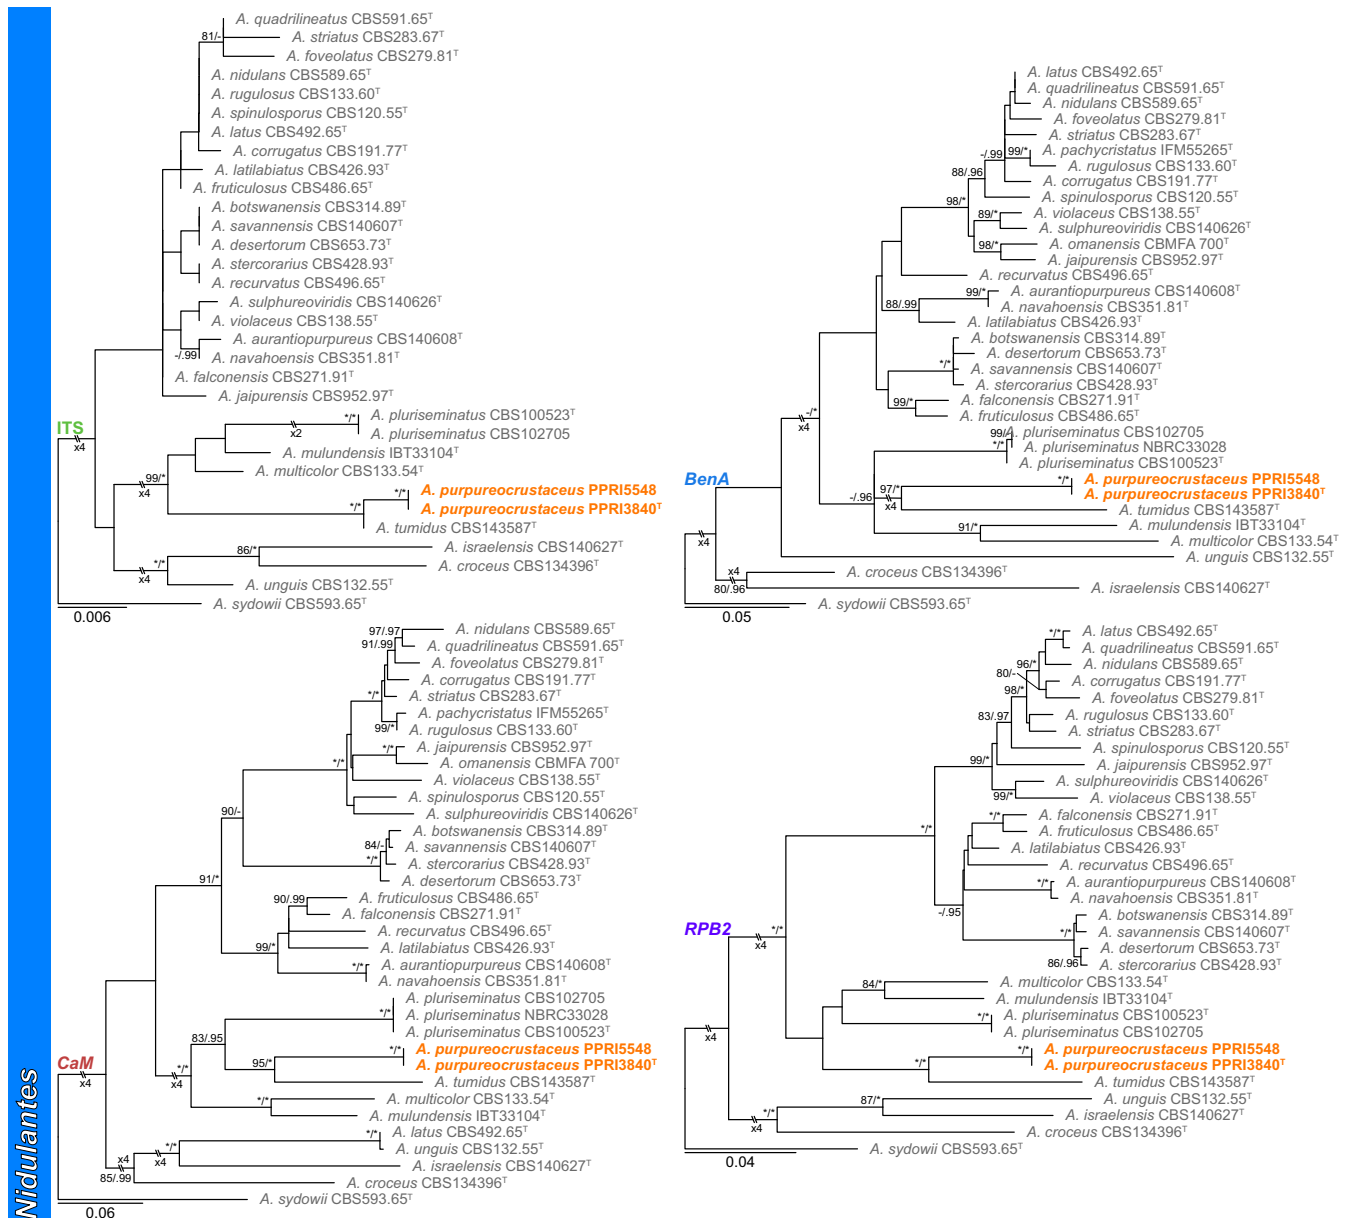 Nidulantes
ITS
A. quadrilineatus CBS591.65ᵀ
81/-
A. striatus CBS283.67ᵀ
A. foveolatus CBS279.81ᵀ
A. nidulans CBS589.65ᵀ
A. rugulosus CBS133.60ᵀ
A. spinulosporus CBS120.55ᵀ
A. latus CBS492.65ᵀ
A. corrugatus CBS191.77ᵀ
A. latilabiatus CBS426.93ᵀ
A. fruticulosus CBS486.65ᵀ
A. botswanensis CBS314.89ᵀ
A. savannensis CBS140607ᵀ
A. desertorum CBS653.73ᵀ
A. stercorarius CBS428.93ᵀ
A. recurvatus CBS496.65ᵀ
A. sulphureoviridis CBS140626ᵀ
A. violaceus CBS138.55ᵀ
A. aurantiopurpureus CBS140608ᵀ
-/.99
A. navahoensis CBS351.81ᵀ
A. falconensis CBS271.91ᵀ
A. jaipurensis CBS952.97ᵀ
*/*
A. pluriseminatus CBS100523ᵀ
x2
A. pluriseminatus CBS102705
x4
A. mulundensis IBT33104ᵀ
A. multicolor CBS133.54ᵀ
99/*
x4
*/*
A. purpureocrustaceus PPRI5548
*/*
A. purpureocrustaceus PPRI3840ᵀ
A. tumidus CBS143587ᵀ
86/*
A. israelensis CBS140627ᵀ
*/*
x4
A. croceus CBS134396ᵀ
A. unguis CBS132.55ᵀ
A. sydowii CBS593.65ᵀ
0.006
BenA
A. latus CBS492.65ᵀ
A. quadrilineatus CBS591.65ᵀ
A. nidulans CBS589.65ᵀ
A. foveolatus CBS279.81ᵀ
A. striatus CBS283.67ᵀ
-/.99
99/*
A. pachycristatus IFM55265ᵀ
A. rugulosus CBS133.60ᵀ
88/.96
A. corrugatus CBS191.77ᵀ
A. spinulosporus CBS120.55ᵀ
98/*
89/*
A. violaceus CBS138.55ᵀ
A. sulphureoviridis CBS140626ᵀ
98/*
A. omanensis CBMFA 700ᵀ
A. jaipurensis CBS952.97ᵀ
A. recurvatus CBS496.65ᵀ
99/*
A. aurantiopurpureus CBS140608ᵀ
88/.99
A. navahoensis CBS351.81ᵀ
A. latilabiatus CBS426.93ᵀ
A. botswanensis CBS314.89ᵀ
A. desertorum CBS653.73ᵀ
*/*
A. savannensis CBS140607ᵀ
A. stercorarius CBS428.93ᵀ
99/*
A. falconensis CBS271.91ᵀ
-/*
x4
A. fruticulosus CBS486.65ᵀ
A. pluriseminatus CBS102705
*/*
A. pluriseminatus NBRC33028
A. pluriseminatus CBS100523ᵀ
*/*
A. purpureocrustaceus PPRI5548
97/*
x4
-/.96
A. purpureocrustaceus PPRI3840ᵀ
A. tumidus CBS143587ᵀ
91/*
A. mulundensis IBT33104ᵀ
x4
A. multicolor CBS133.54ᵀ
A. unguis CBS132.55ᵀ
x4
80/.96
A. croceus CBS134396ᵀ
A. israelensis CBS140627ᵀ
A. sydowii CBS593.65ᵀ
0.05
CaM
97/.97
A. nidulans CBS589.65ᵀ
91/.99
A. quadrilineatus CBS591.65ᵀ
A. foveolatus CBS279.81ᵀ
A. corrugatus CBS191.77ᵀ
*/*
A. striatus CBS283.67ᵀ
A. pachycristatus IFM55265ᵀ
99/*
A. rugulosus CBS133.60ᵀ
*/*
A. jaipurensis CBS952.97ᵀ
*/*
A. omanensis CBMFA 700ᵀ
A. violaceus CBS138.55ᵀ
A. spinulosporus CBS120.55ᵀ
90/-
A. sulphureoviridis CBS140626ᵀ
A. botswanensis CBS314.89ᵀ
84/-
A. savannensis CBS140607ᵀ
*/*
A. stercorarius CBS428.93ᵀ
A. desertorum CBS653.73ᵀ
91/*
90/.99
A. fruticulosus CBS486.65ᵀ
A. falconensis CBS271.91ᵀ
A. recurvatus CBS496.65ᵀ
99/*
A. latilabiatus CBS426.93ᵀ
A. aurantiopurpureus CBS140608ᵀ
*/*
A. navahoensis CBS351.81ᵀ
A. pluriseminatus CBS102705
*/*
A. pluriseminatus NBRC33028
A. pluriseminatus CBS100523ᵀ
83/.95
*/*
A. purpureocrustaceus PPRI5548
95/*
A. purpureocrustaceus PPRI3840ᵀ
*/*
x4
A. tumidus CBS143587ᵀ
x4
*/*
A. multicolor CBS133.54ᵀ
A. mulundensis IBT33104ᵀ
A. latus CBS492.65ᵀ
*/*
*/*
x4
A. unguis CBS132.55ᵀ
x4
85/.99
A. israelensis CBS140627ᵀ
A. croceus CBS134396ᵀ
A. sydowii CBS593.65ᵀ
0.06
RPB2
*/*
A. latus CBS492.65ᵀ
A. quadrilineatus CBS591.65ᵀ
96/*
A. nidulans CBS589.65ᵀ
80/-
A. corrugatus CBS191.77ᵀ
98/*
A. foveolatus CBS279.81ᵀ
83/.97
A. rugulosus CBS133.60ᵀ
A. striatus CBS283.67ᵀ
A. spinulosporus CBS120.55ᵀ
99/*
A. jaipurensis CBS952.97ᵀ
A. sulphureoviridis CBS140626ᵀ
99/*
A. violaceus CBS138.55ᵀ
*/*
*/*
A. falconensis CBS271.91ᵀ
A. fruticulosus CBS486.65ᵀ
A. latilabiatus CBS426.93ᵀ
A. recurvatus CBS496.65ᵀ
*/*
A. aurantiopurpureus CBS140608ᵀ
A. navahoensis CBS351.81ᵀ
-/.95
A. botswanensis CBS314.89ᵀ
*/*
A. savannensis CBS140607ᵀ
*/*
x4
A. desertorum CBS653.73ᵀ
86/.96
A. stercorarius CBS428.93ᵀ
84/*
A. multicolor CBS133.54ᵀ
A. mulundensis IBT33104ᵀ
*/*
A. pluriseminatus CBS100523ᵀ
x4
A. pluriseminatus CBS102705
*/*
A. purpureocrustaceus PPRI5548
*/*
A. purpureocrustaceus PPRI3840ᵀ
A. tumidus CBS143587ᵀ
87/*
A. unguis CBS132.55ᵀ
*/*
x4
A. israelensis CBS140627ᵀ
A. croceus CBS134396ᵀ
A. sydowii CBS593.65ᵀ
0.04